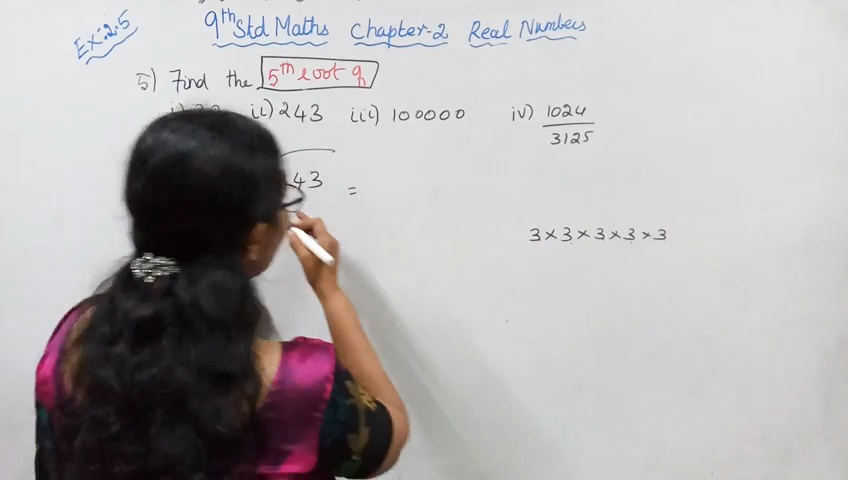 Ex: 2.5
9th Std Maths Chapter-2 Real Numbers
5) Find the 5th root of
ii) 243 iii) 100000 iv) 1024/3125
43 =
3×3×3×3×3